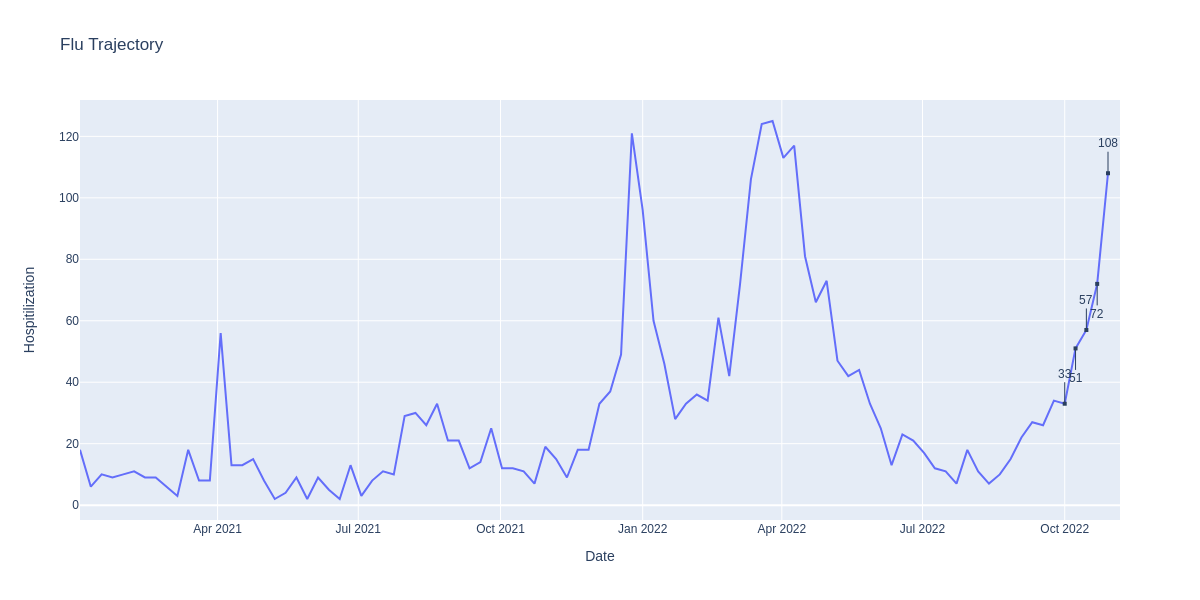 Flu Trajectory
120
100
80
60
40
20
0
Hospitilization
108
57
72
33
51
Apr 2021
Jul 2021
Oct 2021
Jan 2022
Apr 2022
Jul 2022
Oct 2022
Date